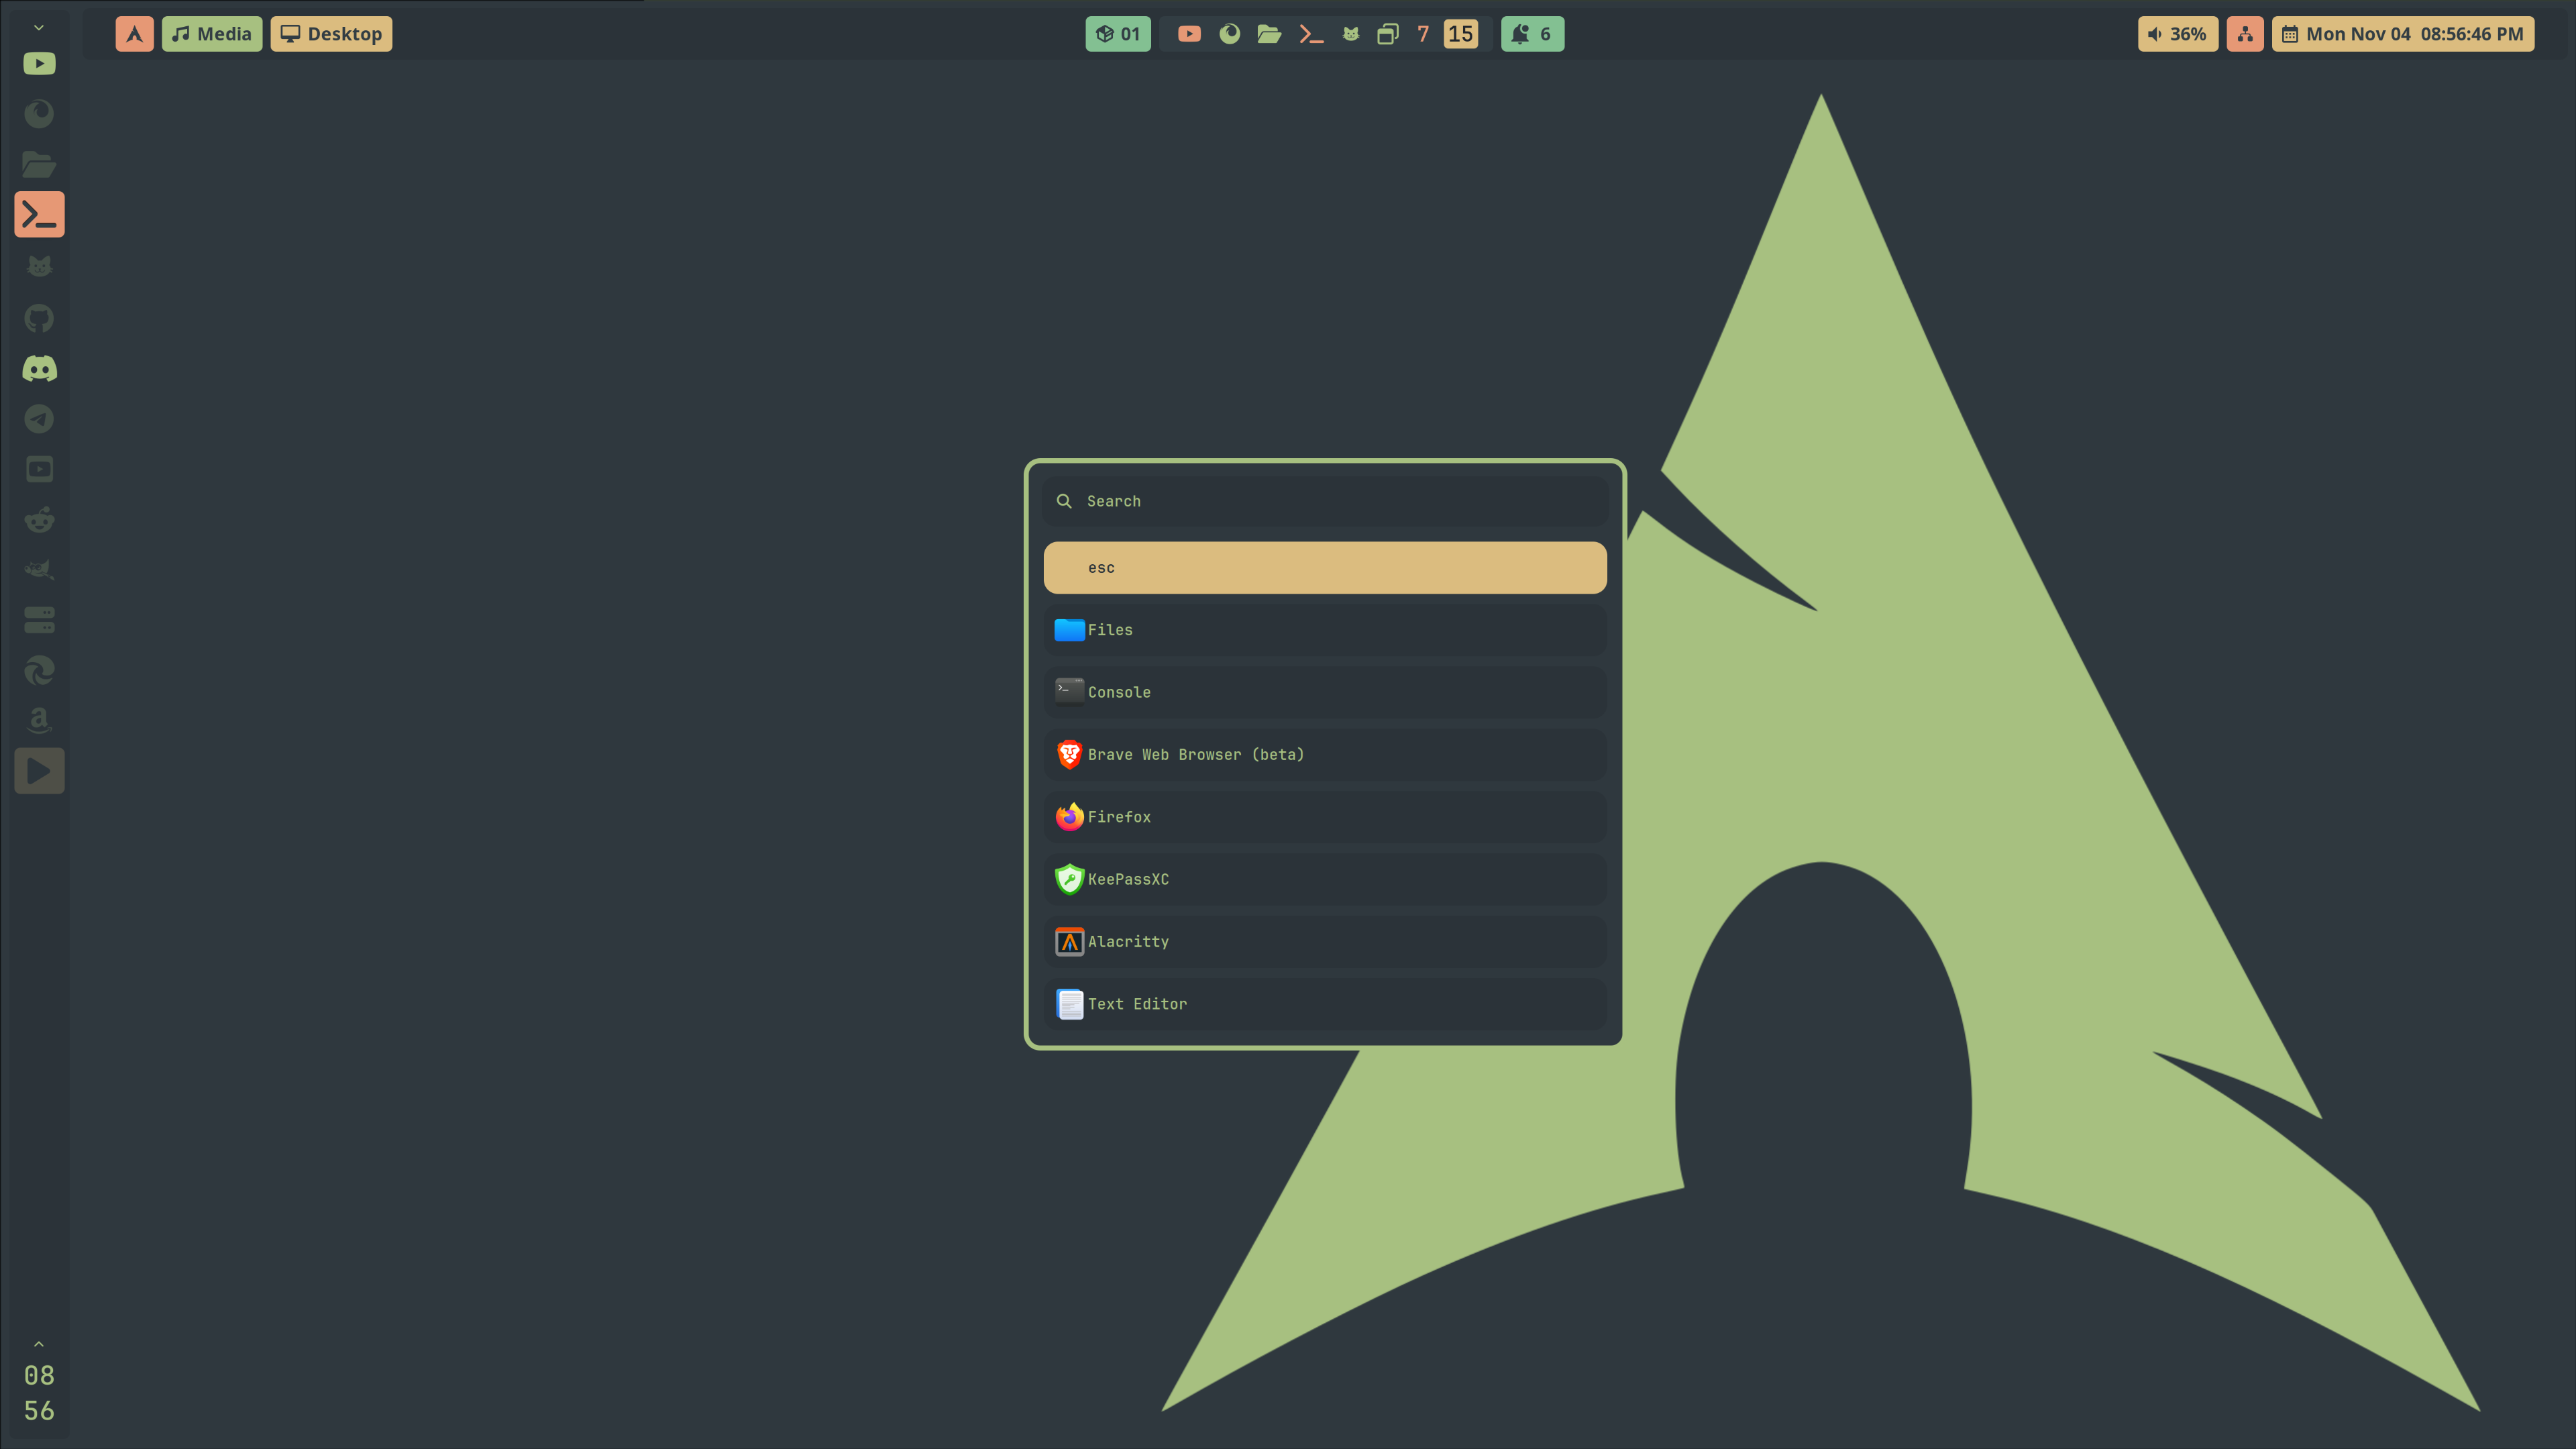 Media
Desktop
01
7
15
6
36%
Mon Nov 04 08:56:46 PM
Search
esc
Files
Console
Brave Web Browser (beta)
Firefox
KeePassXC
Alacritty
Text Editor
08
56